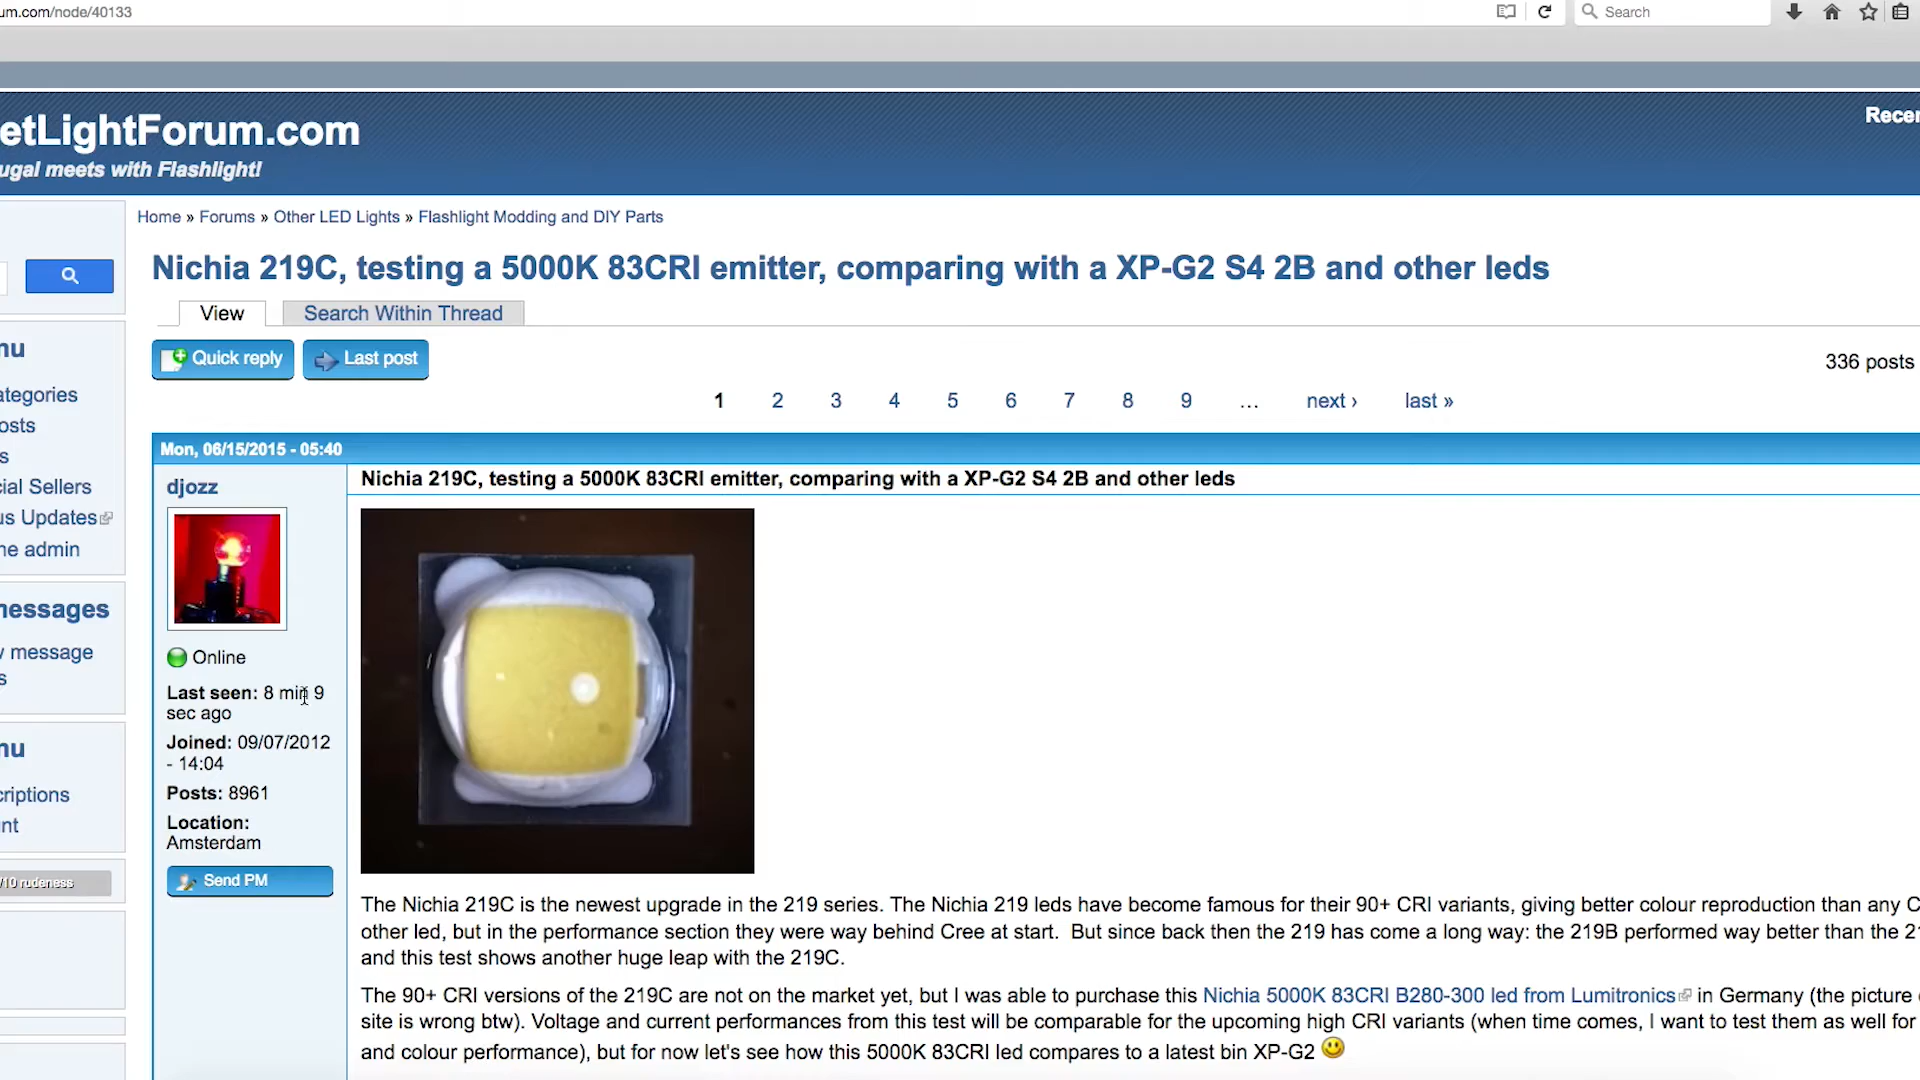 um.com/node/40133
Search
etLightForum.com
Recer
ugal meets with Flashlight!
Home » Forums » Other LED Lights » Flashlight Modding and DIY Parts
Nichia 219C, testing a 5000K 83CRI emitter, comparing with a XP-G2 S4 2B and other leds
View
Search Within Thread
nu
Quick reply
Last post
336 posts
ategories
1 2 3 4 5 6 7 8 9 … next › last »
osts
s
Mon, 06/15/2015 - 05:40
cial Sellers
djozz
Nichia 219C, testing a 5000K 83CRI emitter, comparing with a XP-G2 S4 2B and other leds
us Updates
ne admin
nessages
w message
s
Online
Last seen: 8 min 9
sec ago
Joined: 09/07/2012
- 14:04
nu
criptions
nt
Posts: 8961
Location:
Amsterdam
Send PM
/10 rudeness
The Nichia 219C is the newest upgrade in the 219 series. The Nichia 219 leds have become famous for their 90+ CRI variants, giving better colour reproduction than any C
other led, but in the performance section they were way behind Cree at start. But since back then the 219 has come a long way: the 219B performed way better than the 21
and this test shows another huge leap with the 219C.
The 90+ CRI versions of the 219C are not on the market yet, but I was able to purchase this Nichia 5000K 83CRI B280-300 led from Lumitronics in Germany (the picture
site is wrong btw). Voltage and current performances from this test will be comparable for the upcoming high CRI variants (when time comes, I want to test them as well for
and colour performance), but for now let's see how this 5000K 83CRI led compares to a latest bin XP-G2